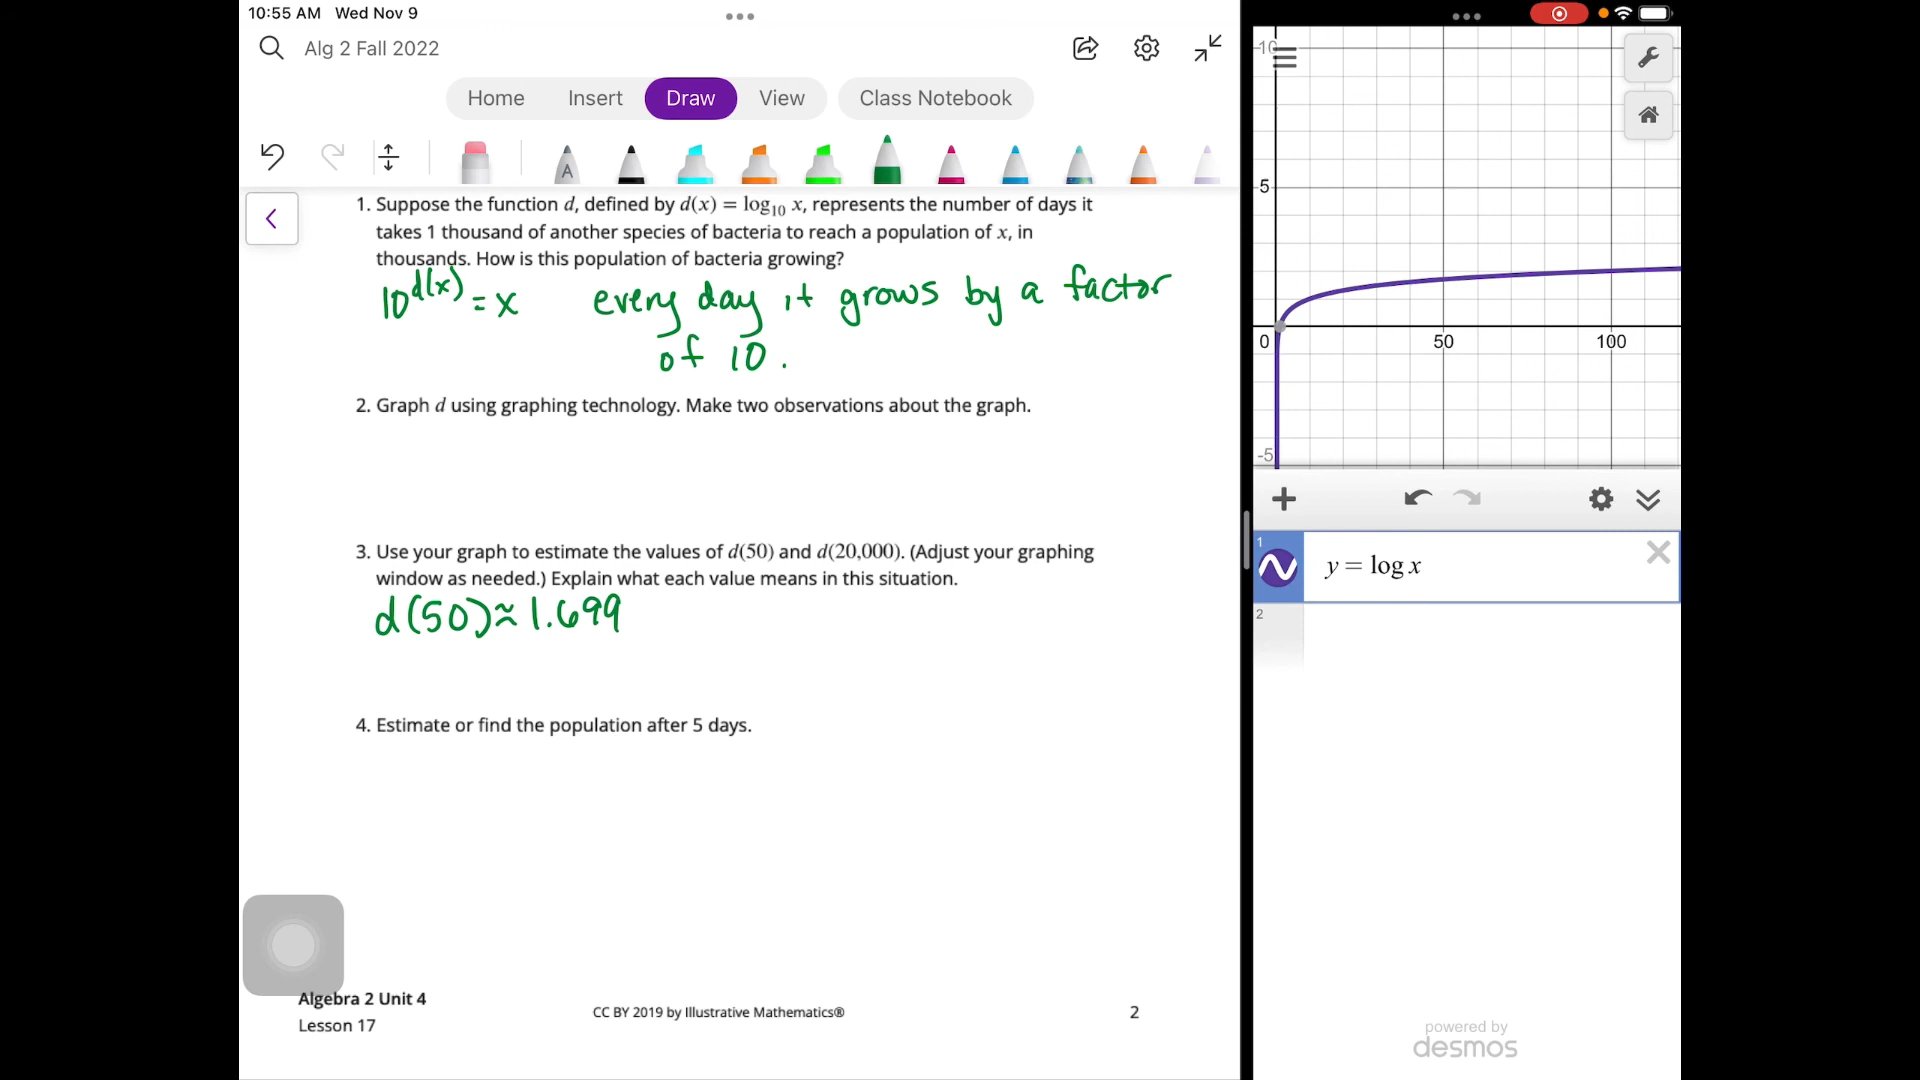 10:55 AM Wed Nov 9
Alg 2 Fall 2022
Home Insert Draw View Class Notebook
A
1. Suppose the function d, defined by d(x) = log₁₀ x, represents the number of days it
takes 1 thousand of another species of bacteria to reach a population of x, in
thousands. How is this population of bacteria growing?
10^d(x) = x every day it grows by a factor
of 10.
2. Graph d using graphing technology. Make two observations about the graph.
3. Use your graph to estimate the values of d(50) and d(20,000). (Adjust your graphing
window as needed.) Explain what each value means in this situation.
d(50)≈1.699
4. Estimate or find the population after 5 days.
Algebra 2 Unit 4
Lesson 17
CC BY 2019 by Illustrative Mathematics®
2
10
5
0 50 100
-5
1
y = log x
2
powered by
desmos